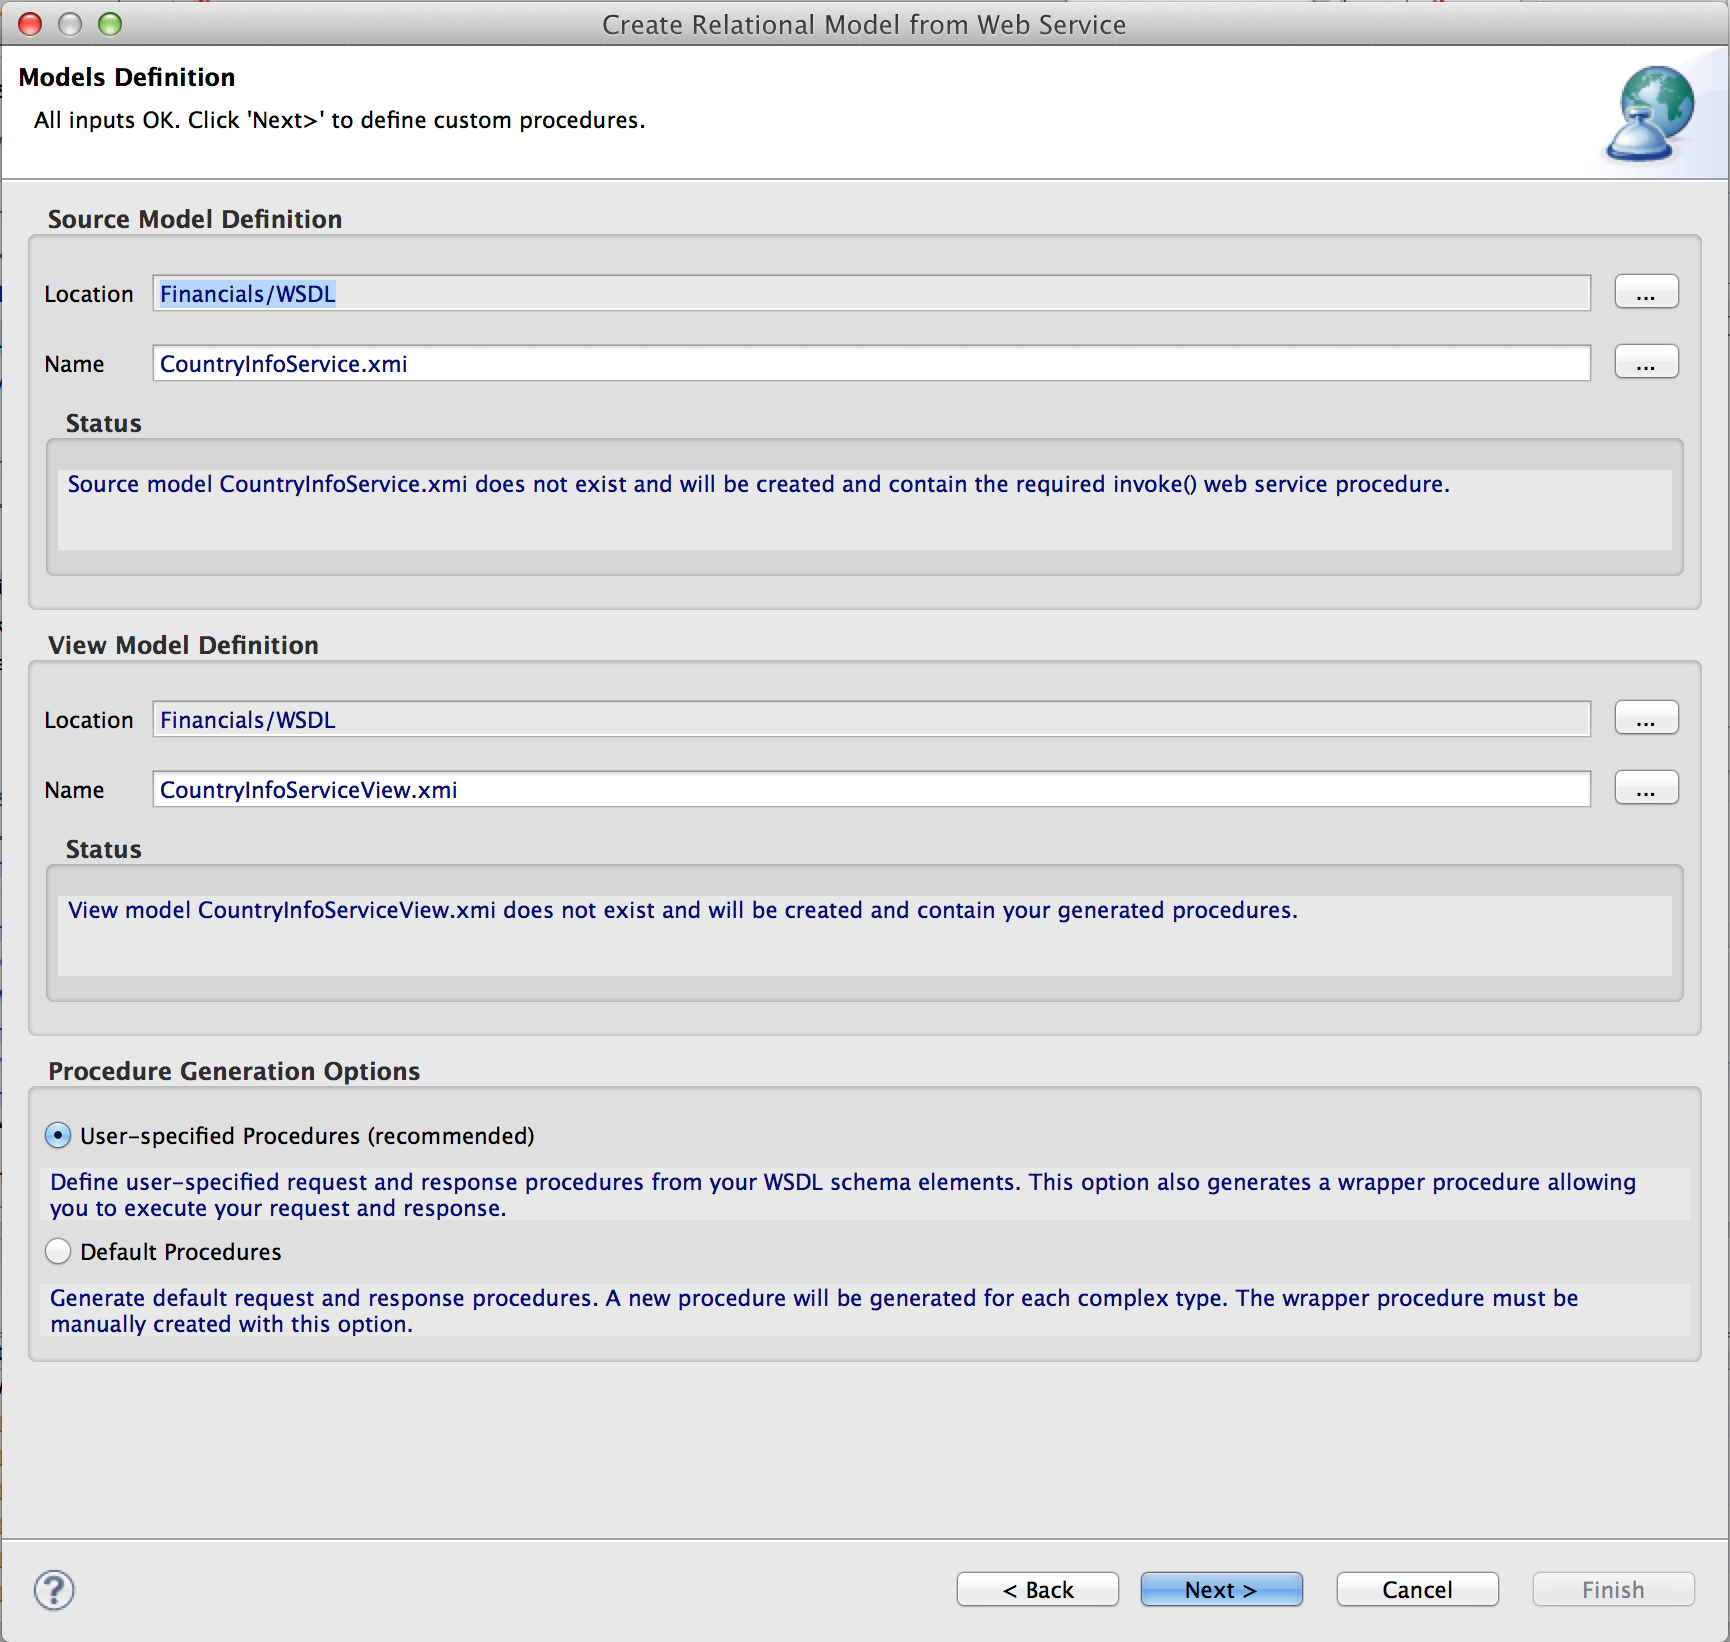 Create Relational Model from Web Service
Models Definition
All inputs OK. Click 'Next>' to define custom procedures.
Source Model Definition
Location Financials/WSDL ...
Name CountryInfoService.xmi ...
Status
Source model CountryInfoService.xmi does not exist and will be created and contain the required invoke() web service procedure.
View Model Definition
Location Financials/WSDL ...
Name CountryInfoServiceView.xmi ...
Status
View model CountryInfoServiceView.xmi does not exist and will be created and contain your generated procedures.
Procedure Generation Options
User-specified Procedures (recommended)
Define user-specified request and response procedures from your WSDL schema elements. This option also generates a wrapper procedure allowing
you to execute your request and response.
Default Procedures
Generate default request and response procedures. A new procedure will be generated for each complex type. The wrapper procedure must be
manually created with this option.
? < Back Next > Cancel Finish